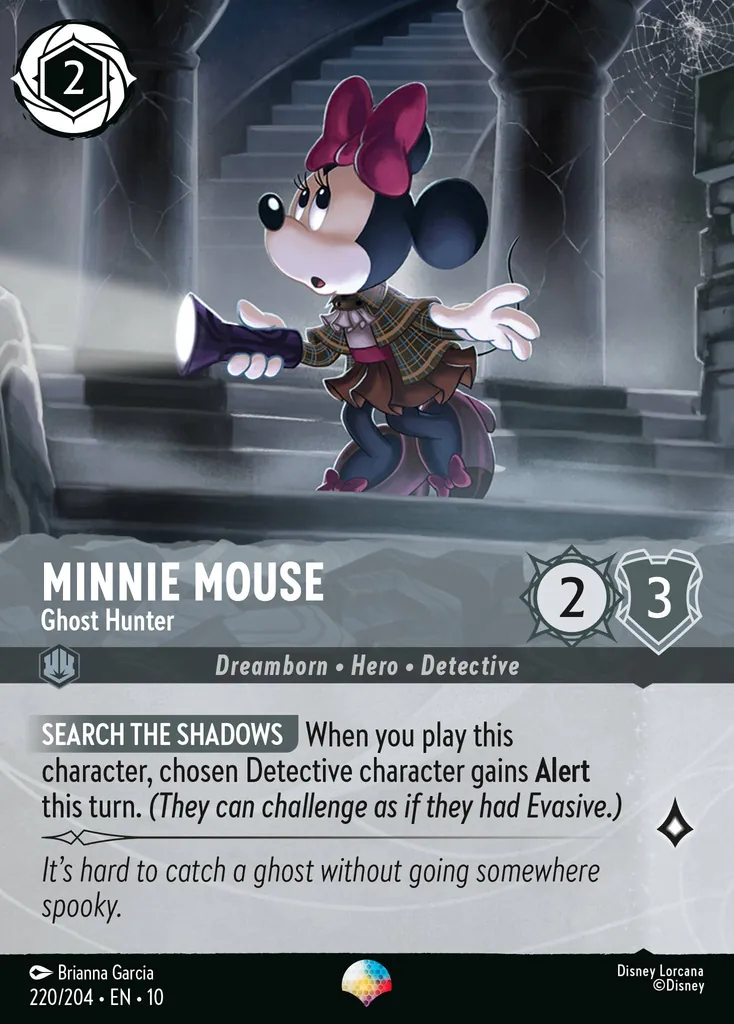 2
MINNIE MOUSE
Ghost Hunter
2
3
Dreamborn • Hero • Detective
SEARCH THE SHADOWS When you play this
character, chosen Detective character gains Alert
this turn. (They can challenge as if they had Evasive.)
It's hard to catch a ghost without going somewhere
spooky.
Brianna Garcia
220/204 • EN • 10
Disney Lorcana
©Disney